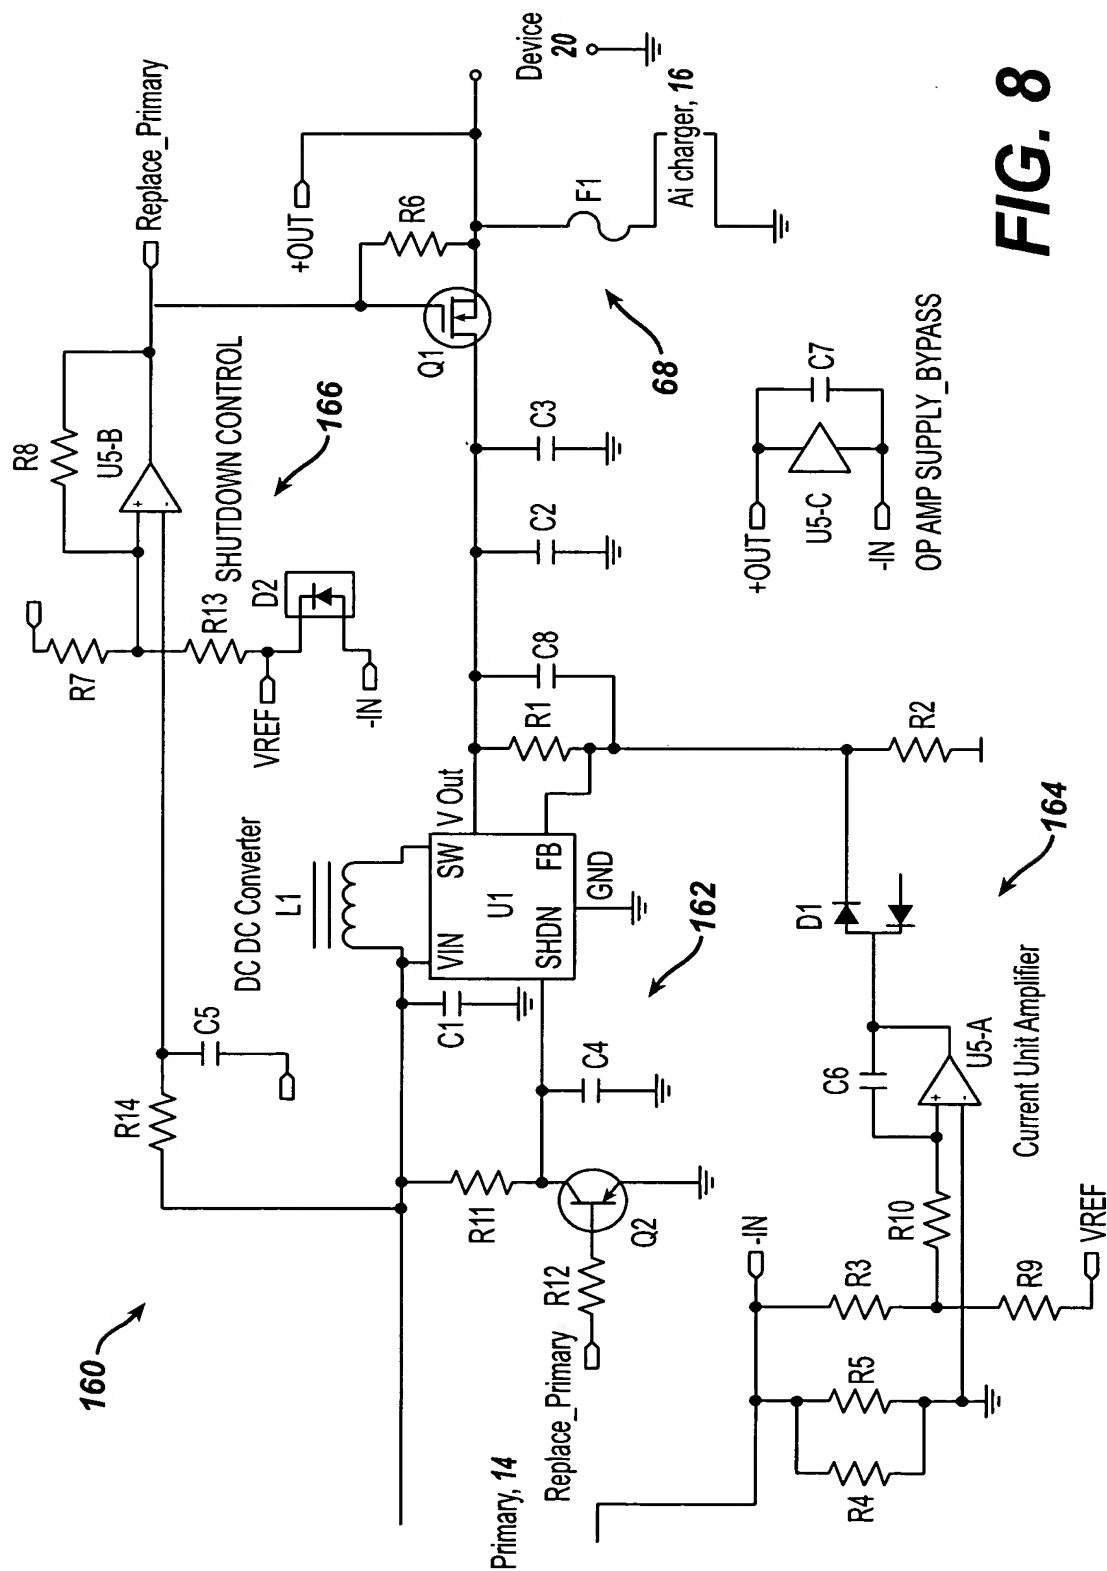 160
R14
C5
R7
R8
U5-B
+
-
Replace_Primary
R13
SHUTDOWN CONTROL
166
VREF
D2
-IN
DC DC Converter
L1
+OUT
R6
Q1
Device
20
VIN
SW
V Out
U1
SHDN
FB
GND
C1
R1
C8
C2
C3
F1
Ai charger, 16
68
R11
C4
162
Primary, 14
Replace_Primary
R12
Q2
-IN
R4
R5
R3
R10
C6
+
-
U5-A
D1
R2
R9
VREF
Current Unit Amplifier
164
+OUT
U5-C
C7
-IN
OP AMP SUPPLY_BYPASS
FIG. 8